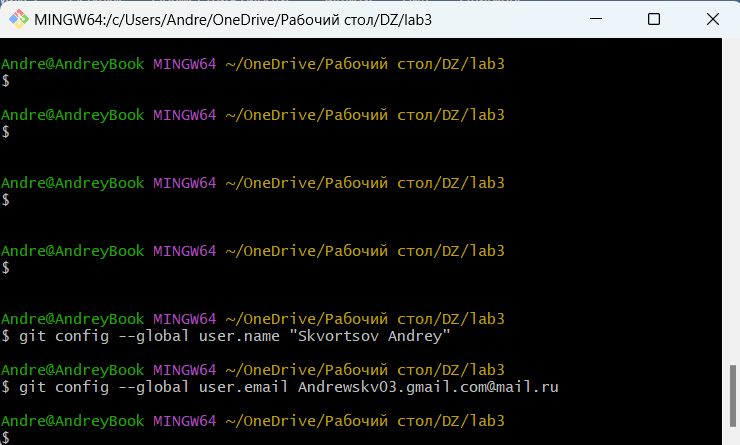 MINGW64:/c/Users/Andre/OneDrive/Рабочий стол/DZ/lab3
Andre@AndreyBook MINGW64 ~/OneDrive/Рабочий стол/DZ/lab3
$
Andre@AndreyBook MINGW64 ~/OneDrive/Рабочий стол/DZ/lab3
$
Andre@AndreyBook MINGW64 ~/OneDrive/Рабочий стол/DZ/lab3
$
Andre@AndreyBook MINGW64 ~/OneDrive/Рабочий стол/DZ/lab3
$
Andre@AndreyBook MINGW64 ~/OneDrive/Рабочий стол/DZ/lab3
$ git config --global user.name "Skvortsov Andrey"
Andre@AndreyBook MINGW64 ~/OneDrive/Рабочий стол/DZ/lab3
$ git config --global user.email Andrewskv03.gmail.com@mail.ru
Andre@AndreyBook MINGW64 ~/OneDrive/Рабочий стол/DZ/lab3
$